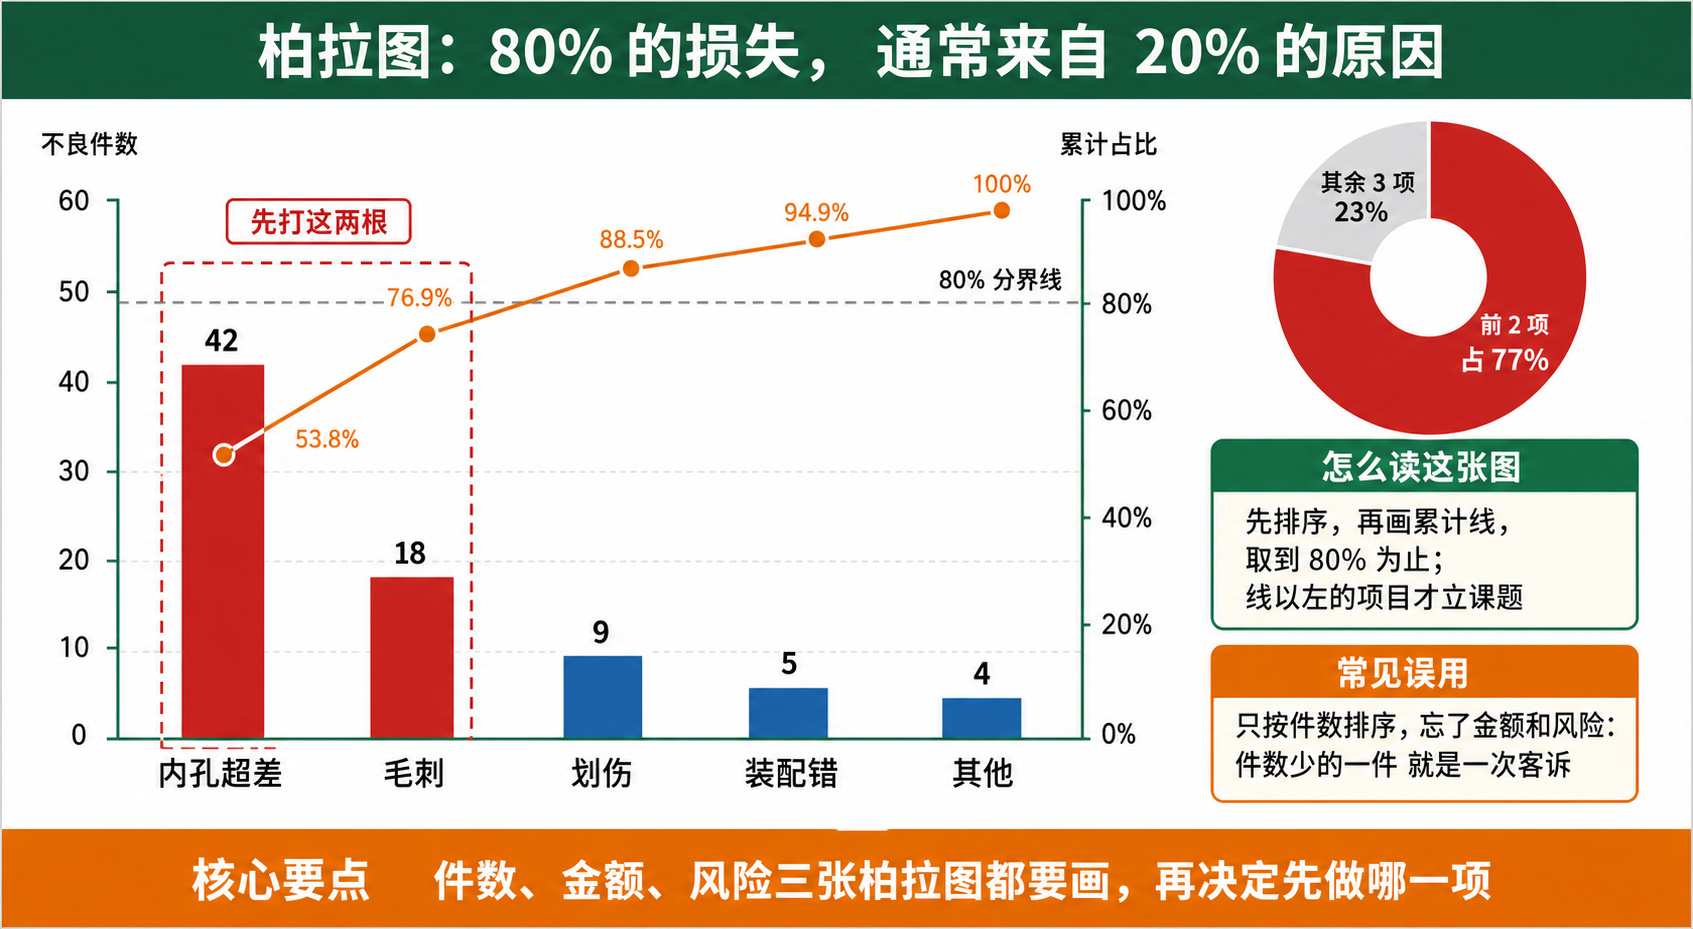 柏拉图：80% 的损失， 通常来自 20% 的原因
不良件数
累计占比
60
50
40
30
20
10
0
先打这两根
42
18
9
5
4
53.8%
76.9%
88.5%
94.9%
100%
80% 分界线
100%
80%
60%
40%
20%
0%
内孔超差
毛刺
划伤
装配错
其他
其余 3 项
23%
前 2 项
占 77%
怎么读这张图
先排序，再画累计线，
取到 80% 为止；
线以左的项目才立课题
常见误用
只按件数排序，忘了金额和风险：
件数少的一件 就是一次客诉
核心要点 件数、金额、风险三张柏拉图都要画，再决定先做哪一项